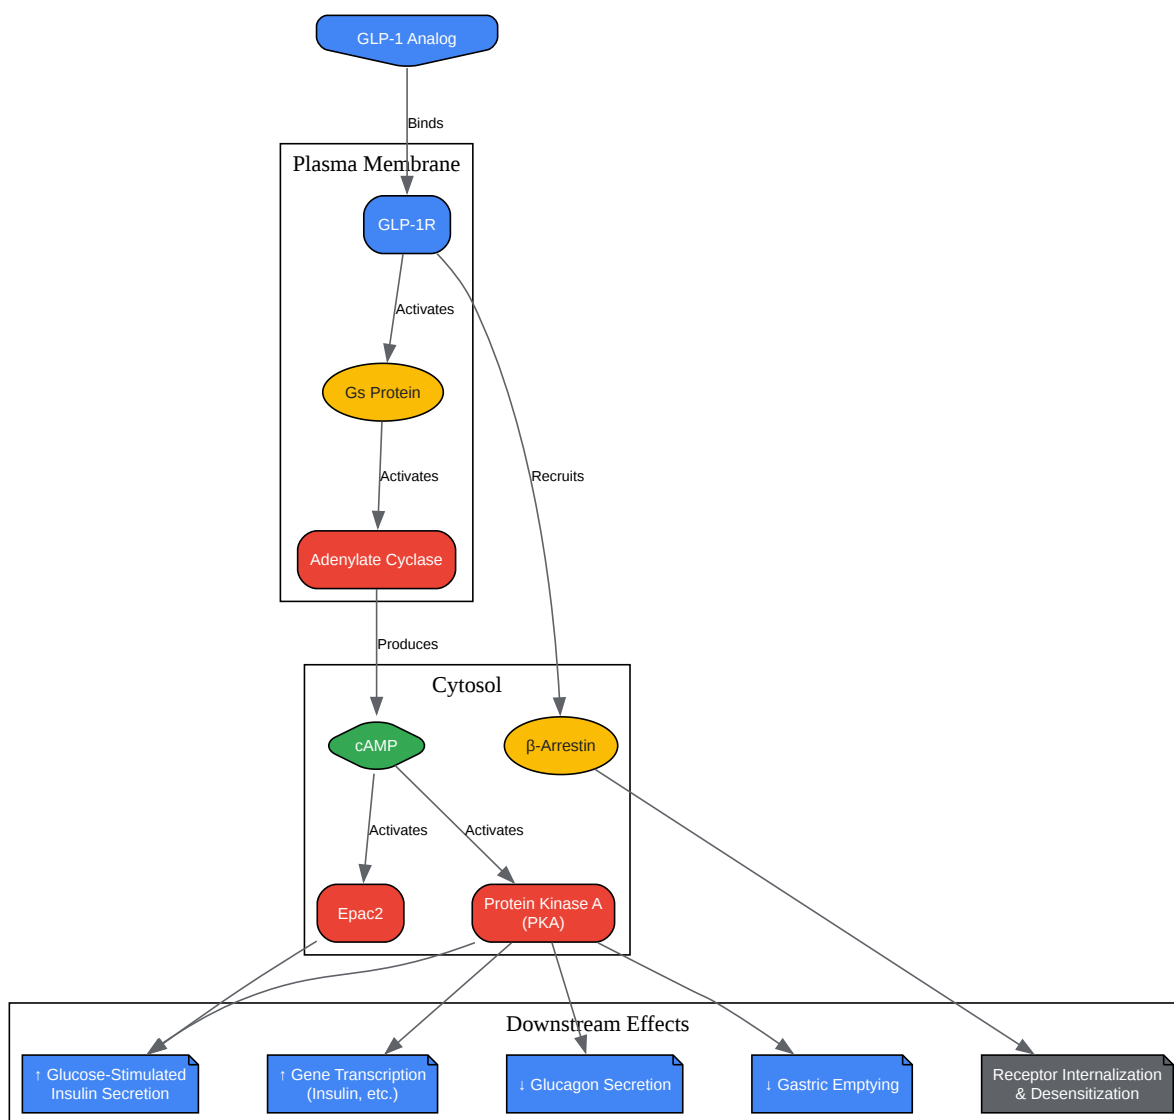 GLP-1 Analog
Binds
Plasma Membrane
GLP-1R
Activates
Gs Protein
Activates
Recruits
Adenylate Cyclase
Produces
Cytosol
cAMP
β-Arrestin
Activates
Activates
Epac2
Protein Kinase A
(PKA)
Downstream Effects
↑ Glucose-Stimulated
Insulin Secretion
↑ Gene Transcription
(Insulin, etc.)
↓ Glucagon Secretion
↓ Gastric Emptying
Receptor Internalization
& Desensitization